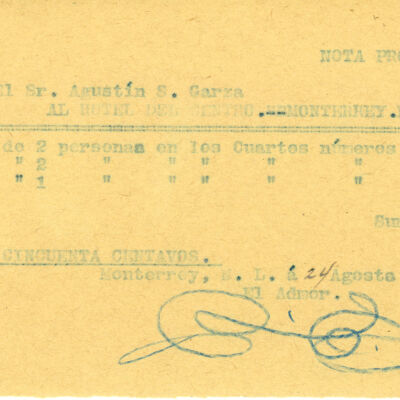 NOTA PRO
El Sr. Agustín S. Garza
AL HOTEL DEL CENTRO.--MONTERREY.
de 2 personas en los Cuartos números
" 2 " " " " "
" 1 " " " " "
Sum
CINCUENTA CENTAVOS.
Monterrey, N. L. á 24 Agosto
El Admor.